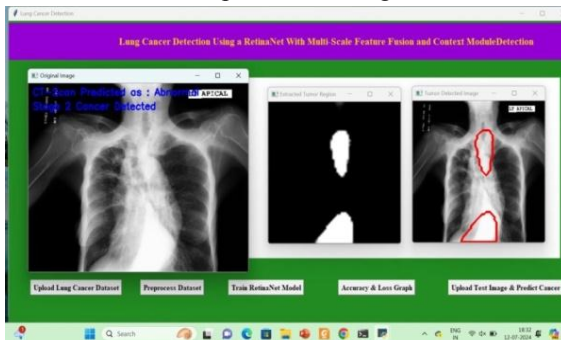 Lung Cancer Detection
Lung Cancer Detection Using a RetinaNet With Multi-Scale Feature Fusion and Context ModuleDetection
Original Image
CT Scan Predicted as : Abnormal
Stage 2 Cancer Detected
AP APICAL
Extracted Tumor Region
Tumor Detected Image
AP APICAL
Upload Lung Cancer Dataset
Preprocess Dataset
Train RetinaNet Model
Accuracy & Loss Graph
Upload Test Image & Predict Cancer
Search
ENG
IN
18:32
12-07-2024